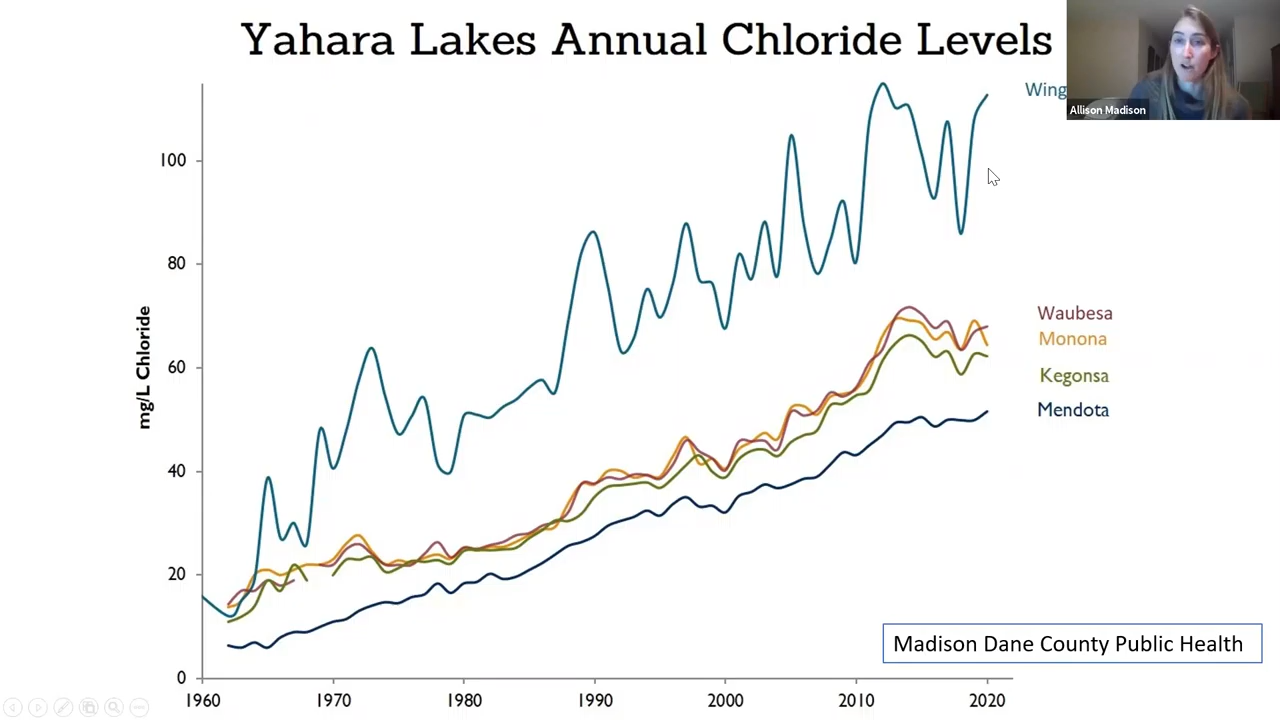 Yahara Lakes Annual Chloride Levels
Wing
Allison Madison
100
80
60
40
20
0
mg/L Chloride
Waubesa
Monona
Kegonsa
Mendota
Madison Dane County Public Health
1960 1970 1980 1990 2000 2010 2020